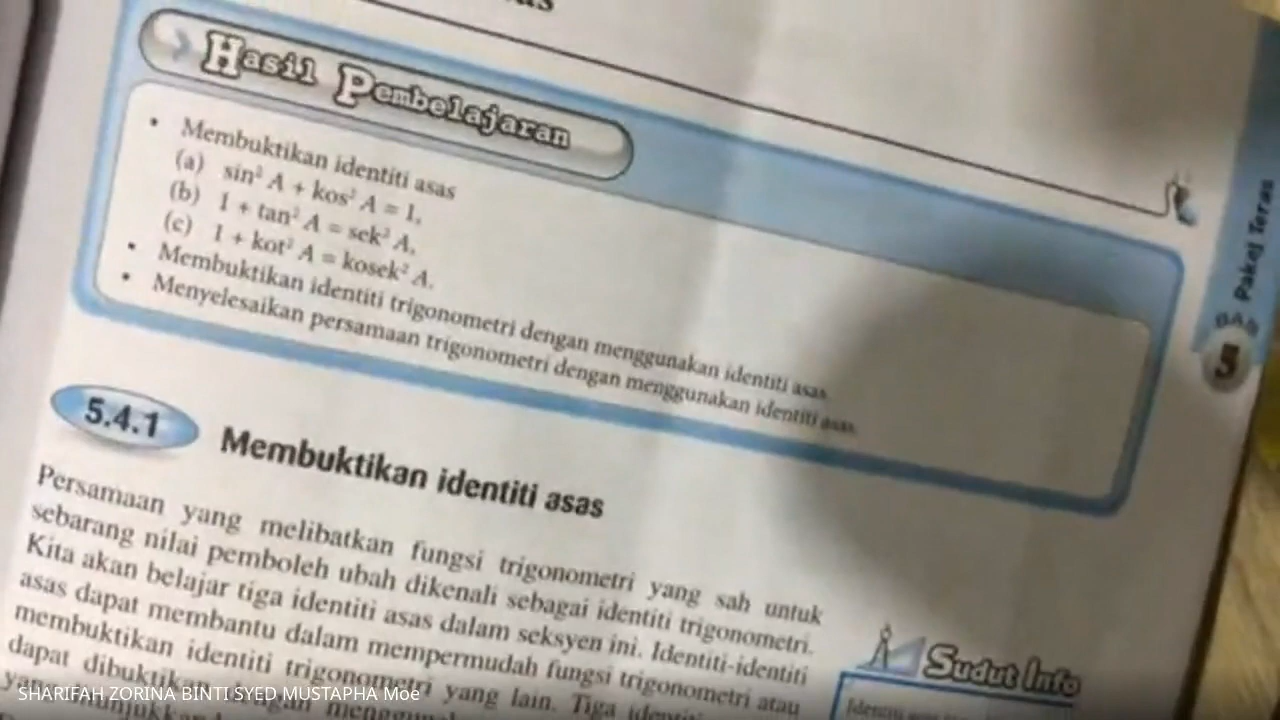 Hasil Pembelajaran
• Membuktikan identiti asas
(a) sin² A + kos² A = 1,
(b) 1 + tan² A = sek² A,
(c) 1 + kot² A = kosek² A.
• Membuktikan identiti trigonometri dengan menggunakan identiti asas
• Menyelesaikan persamaan trigonometri dengan menggunakan identiti asas
Pakej Teras
BAB
5
5.4.1 Membuktikan identiti asas
Persamaan yang melibatkan fungsi trigonometri yang sah untuk
sebarang nilai pemboleh ubah dikenali sebagai identiti trigonometri.
Kita akan belajar tiga identiti asas dalam seksyen ini. Identiti-identiti
asas dapat membantu dalam mempermudah fungsi trigonometri atau
membuktikan identiti trigonometri yang lain. Tiga
dapat dibuktikan dengan
Sudut Info
SHARIFAH ZORINA BINTI SYED MUSTAPHA Moe